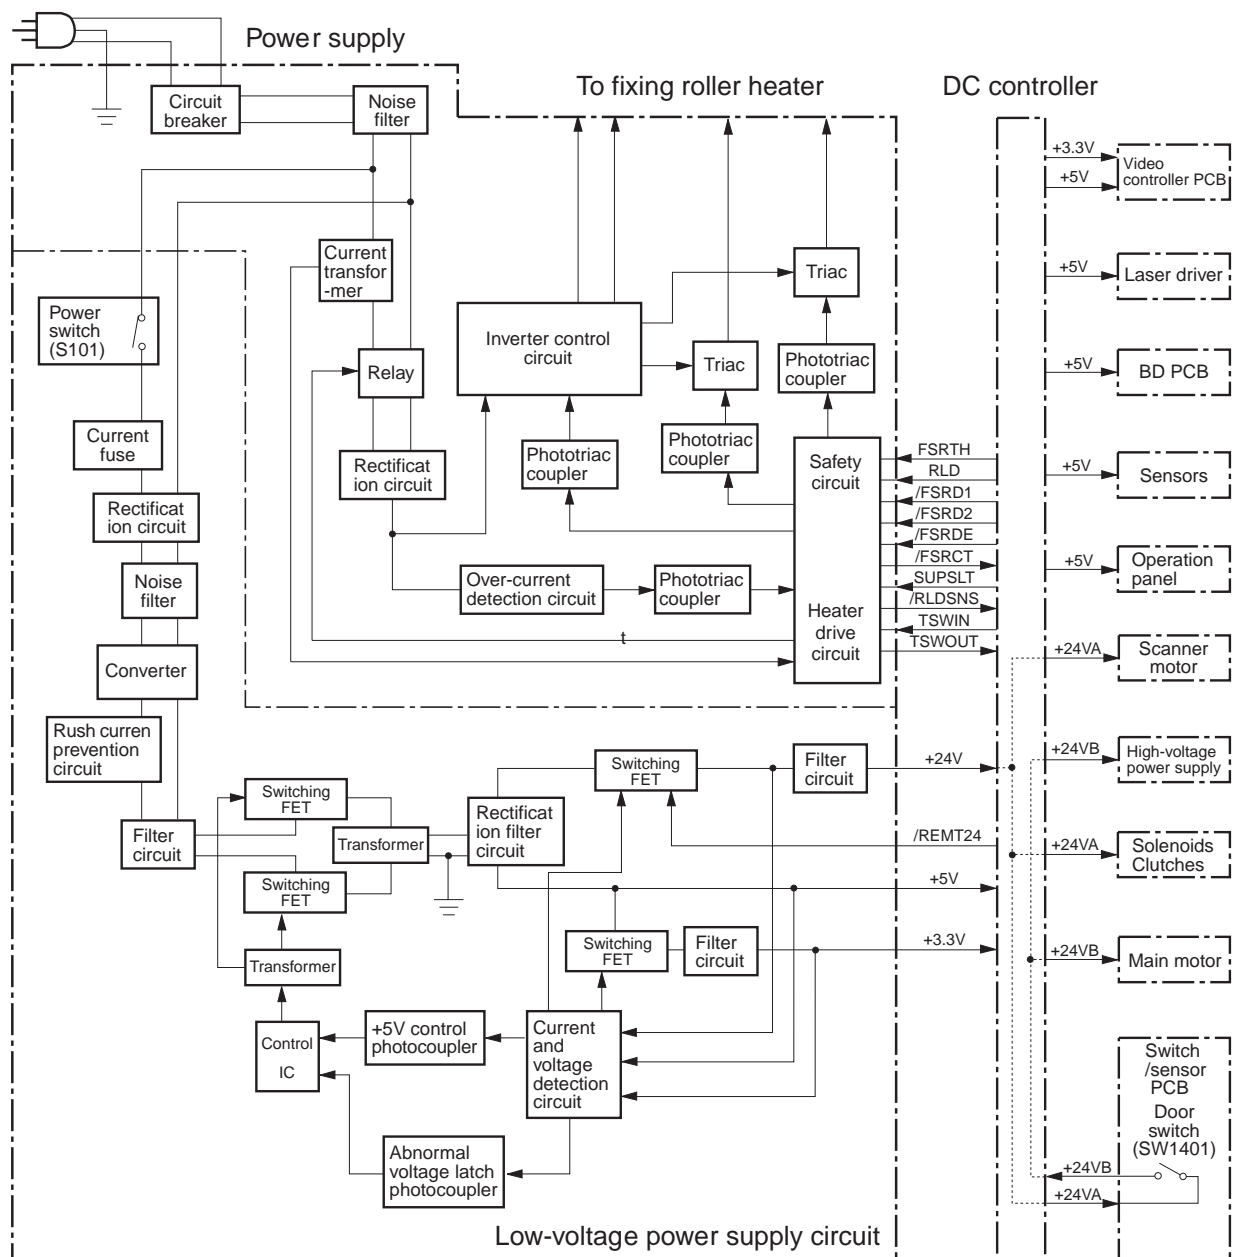 Power supply
To fixing roller heater
DC controller
Circuit
breaker
Noise
filter
+3.3V
Video
controller PCB
+5V
Current
transfor
-mer
Triac
+5V
Laser driver
Power
switch
(S101)
Inverter control
circuit
Relay
Triac
Phototriac
coupler
+5V
BD PCB
Current
fuse
Phototriac
coupler
Phototriac
coupler
Rectificat
ion circuit
Safety
circuit
FSRTH
RLD
/FSRD1
/FSRD2
/FSRDE
/FSRCT
SUPSLT
/RLDSNS
TSWIN
TSWOUT
+5V
Sensors
Rectificat
ion circuit
Noise
filter
Over-current
detection circuit
Phototriac
coupler
Heater
drive
circuit
+5V
Operation
panel
t
Converter
+24VA
Scanner
motor
Rush curren
prevention
circuit
Switching
FET
Filter
circuit
+24V
+24VB
High-voltage
power supply
Switching
FET
Rectificat
ion filter
circuit
Filter
circuit
Transformer
/REMT24
+24VA
Solenoids
Clutches
Switching
FET
+5V
Switching
FET
Filter
circuit
+3.3V
+24VB
Main motor
Transformer
Control
IC
+5V control
photocoupler
Current
and
voltage
detection
circuit
Switch
/sensor
PCB
Door
switch
(SW1401)
Abnormal
voltage latch
photocoupler
+24VB
+24VA
Low-voltage power supply circuit